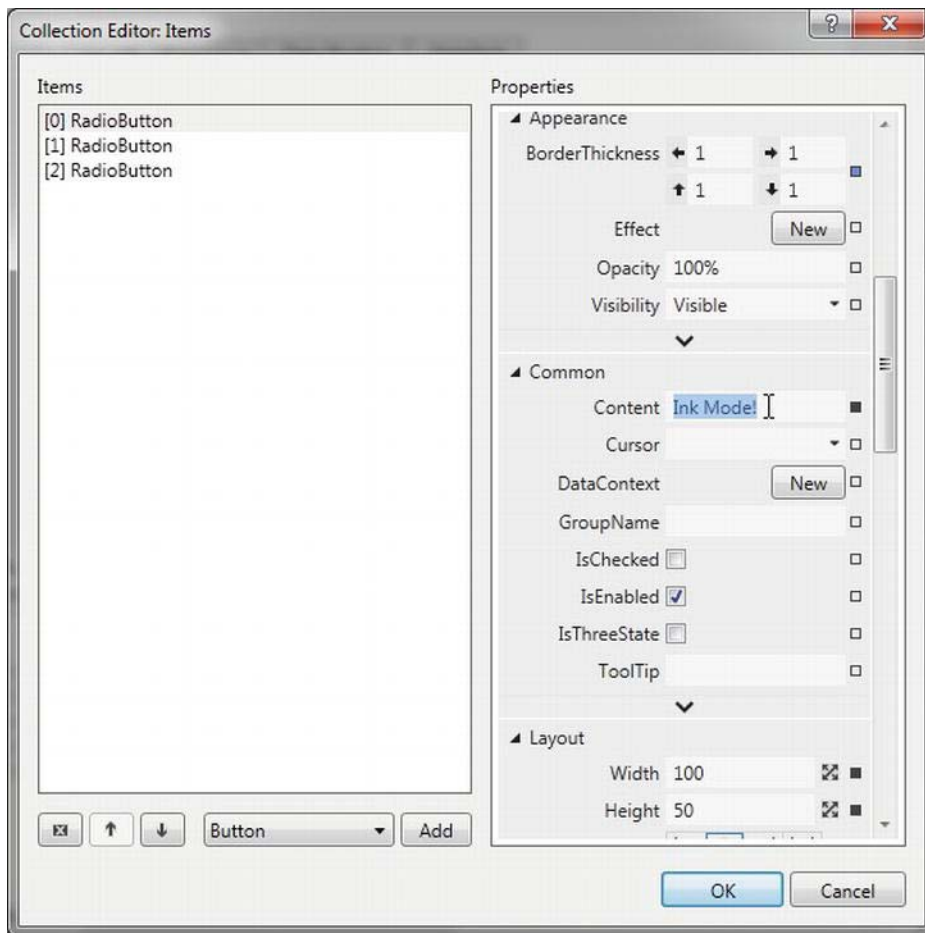 Collection Editor: Items
Items
[0] RadioButton
[1] RadioButton
[2] RadioButton
Button
Add
Properties
Appearance
BorderThickness 1 1
1 1
Effect New
Opacity 100%
Visibility Visible
Common
Content Ink Mode!
Cursor
DataContext New
GroupName
IsChecked
IsEnabled
IsThreeState
ToolTip
Layout
Width 100
Height 50
OK Cancel